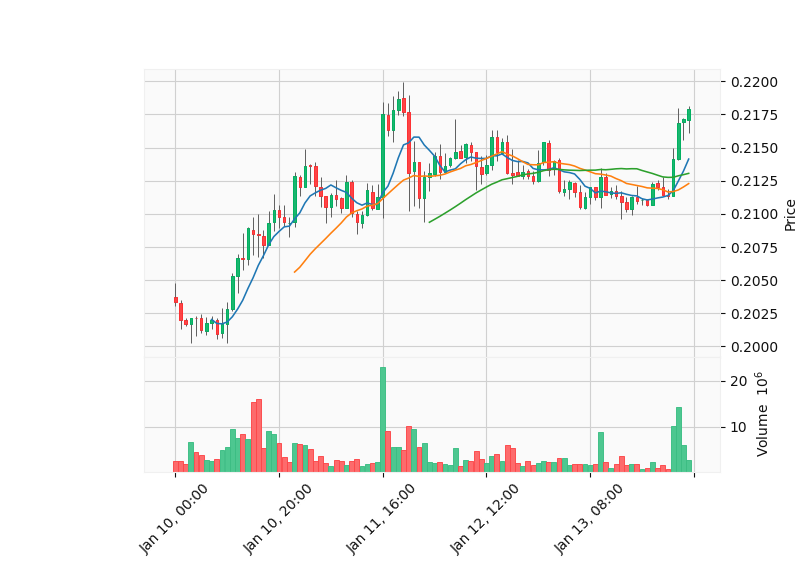 0.2200
0.2175
0.2150
0.2125
0.2100
0.2075
0.2050
0.2025
0.2000
Price
20
10
Volume 10⁶
Jan 10, 00:00
Jan 10, 20:00
Jan 11, 16:00
Jan 12, 12:00
Jan 13, 08:00